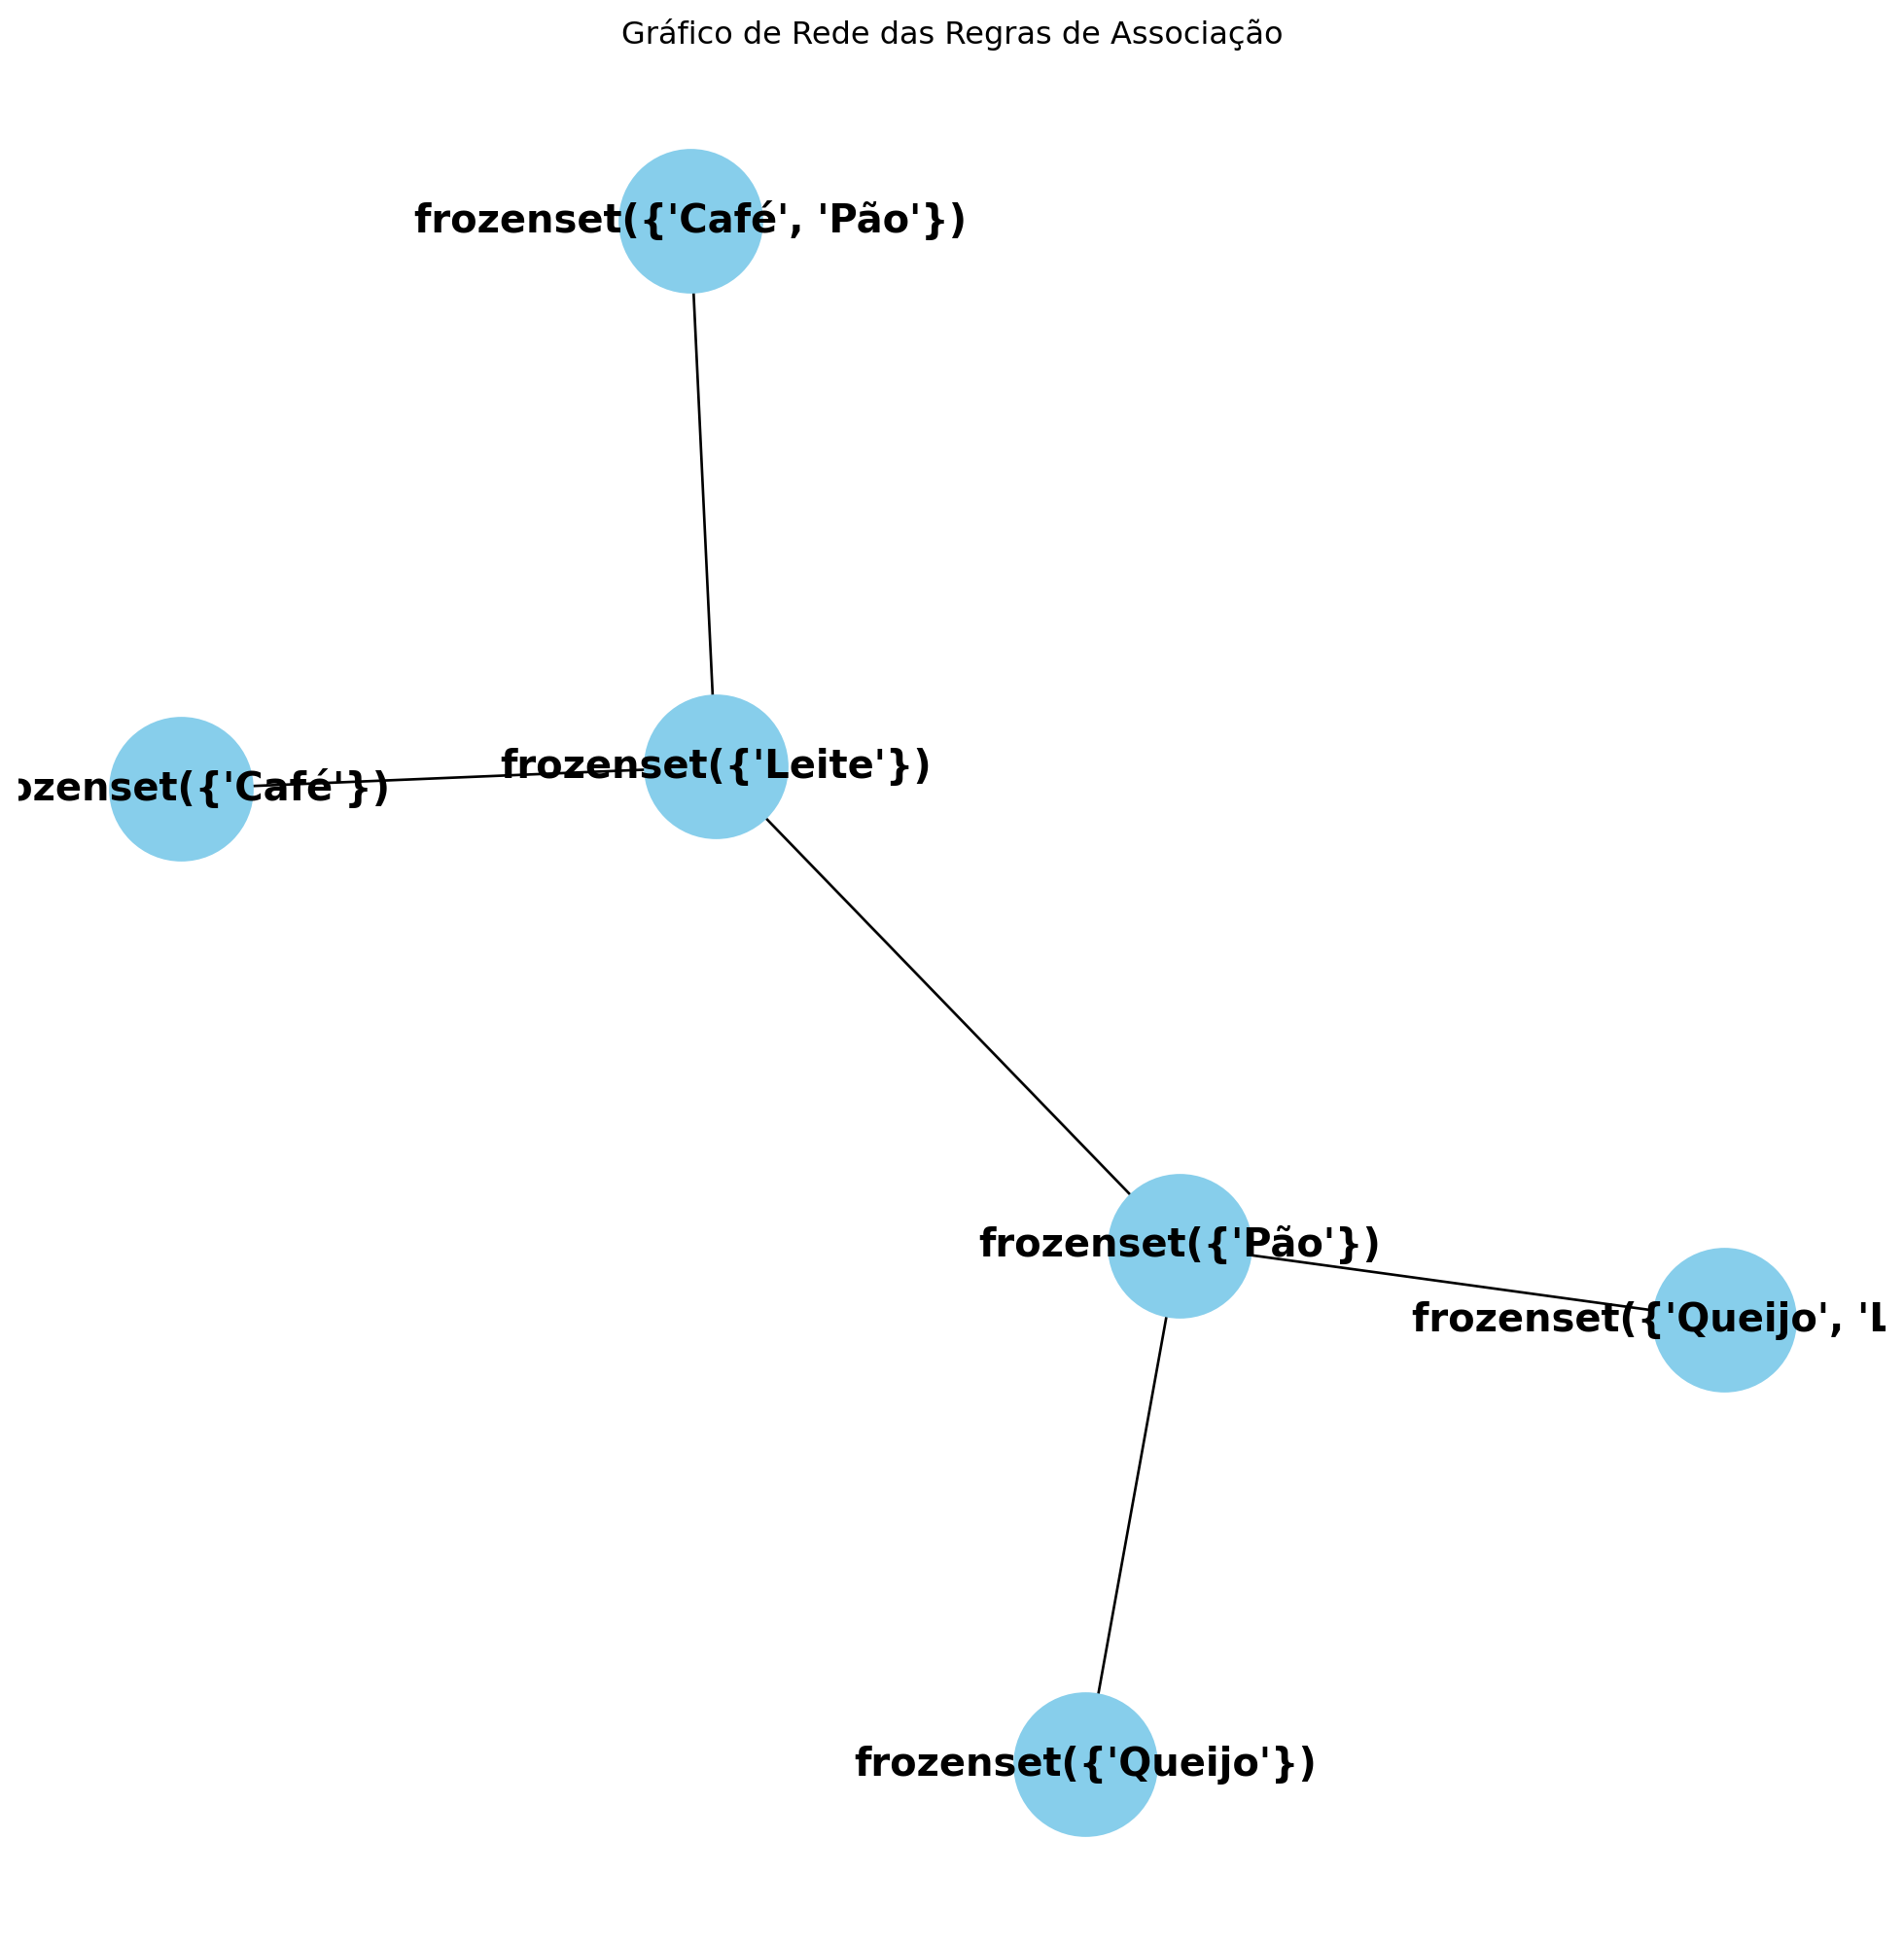 Gráfico de Rede das Regras de Associação
frozenset({'Café', 'Pão'})
frozenset({'Leite'})
ozenset({'Café'})
frozenset({'Pão'})
frozenset({'Queijo', 'L
frozenset({'Queijo'})